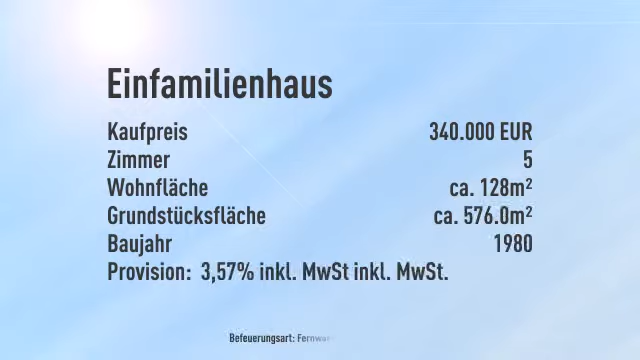 Einfamilienhaus
Kaufpreis 340.000 EUR
Zimmer 5
Wohnfläche ca. 128m²
Grundstücksfläche ca. 576.0m²
Baujahr 1980
Provision: 3,57% inkl. MwSt inkl. MwSt.
Befeuerungsart: